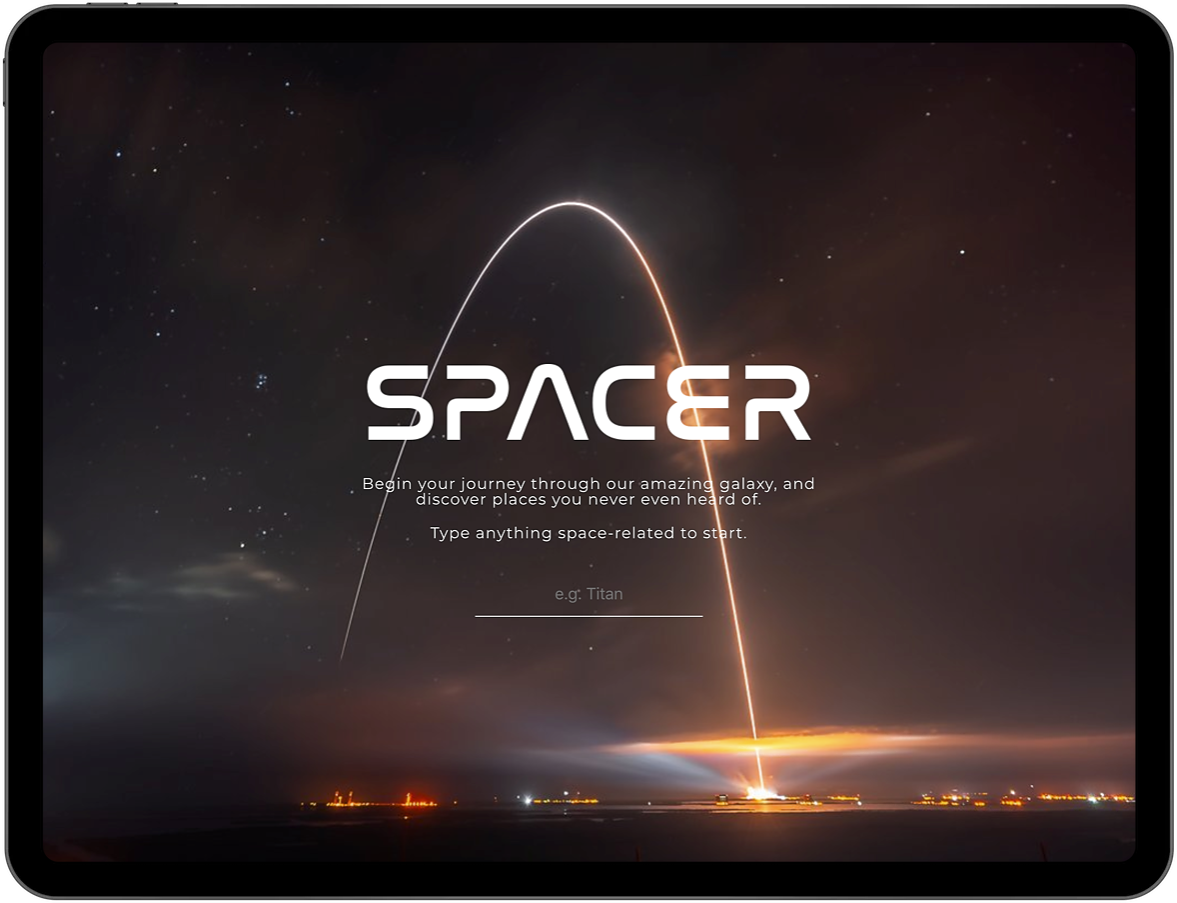 SPACER
Begin your journey through our amazing galaxy, and
discover places you never even heard of.
Type anything space-related to start.
e.g. Titan